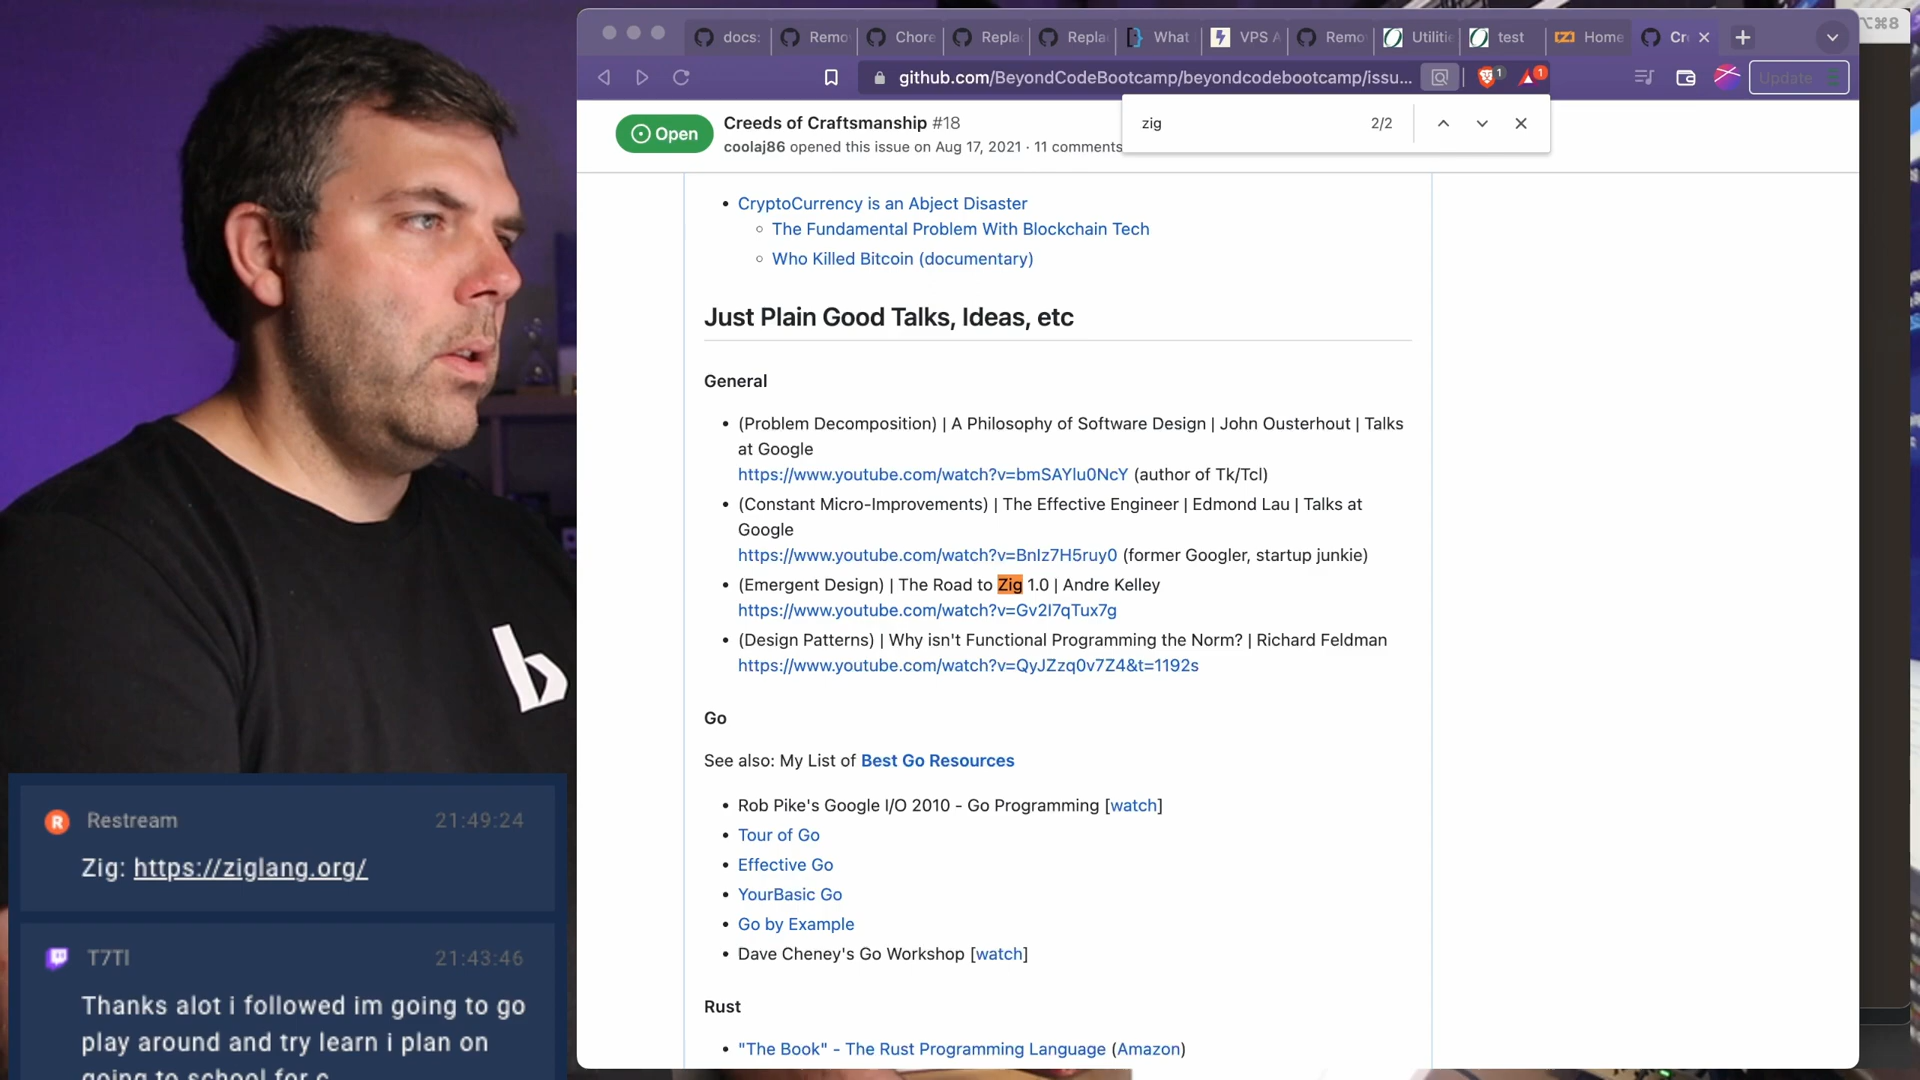 docs:
Remo
Chore
Repla
Repla
What
VPS A
Remo
Utilitie
test
Home
Cr
⌥⌘8
github.com/BeyondCodeBootcamp/beyondcodebootcamp/issu...
1
1
Update
zig
2/2
Open
Creeds of Craftsmanship #18
coolaj86 opened this issue on Aug 17, 2021 · 11 comments
• CryptoCurrency is an Abject Disaster
◦ The Fundamental Problem With Blockchain Tech
◦ Who Killed Bitcoin (documentary)
Just Plain Good Talks, Ideas, etc
General
• (Problem Decomposition) | A Philosophy of Software Design | John Ousterhout | Talks
at Google
https://www.youtube.com/watch?v=bmSAYlu0NcY (author of Tk/Tcl)
• (Constant Micro-Improvements) | The Effective Engineer | Edmond Lau | Talks at
Google
https://www.youtube.com/watch?v=BnIz7H5ruy0 (former Googler, startup junkie)
• (Emergent Design) | The Road to Zig 1.0 | Andre Kelley
https://www.youtube.com/watch?v=Gv2I7qTux7g
• (Design Patterns) | Why isn't Functional Programming the Norm? | Richard Feldman
https://www.youtube.com/watch?v=QyJZzq0v7Z4&t=1192s
Go
See also: My List of Best Go Resources
• Rob Pike's Google I/O 2010 - Go Programming [watch]
• Tour of Go
• Effective Go
• YourBasic Go
• Go by Example
• Dave Cheney's Go Workshop [watch]
Rust
• "The Book" - The Rust Programming Language (Amazon)
b
Restream 21:49:24
Zig: https://ziglang.org/
T7TI 21:43:46
Thanks alot i followed im going to go
play around and try learn i plan on
going to school for c